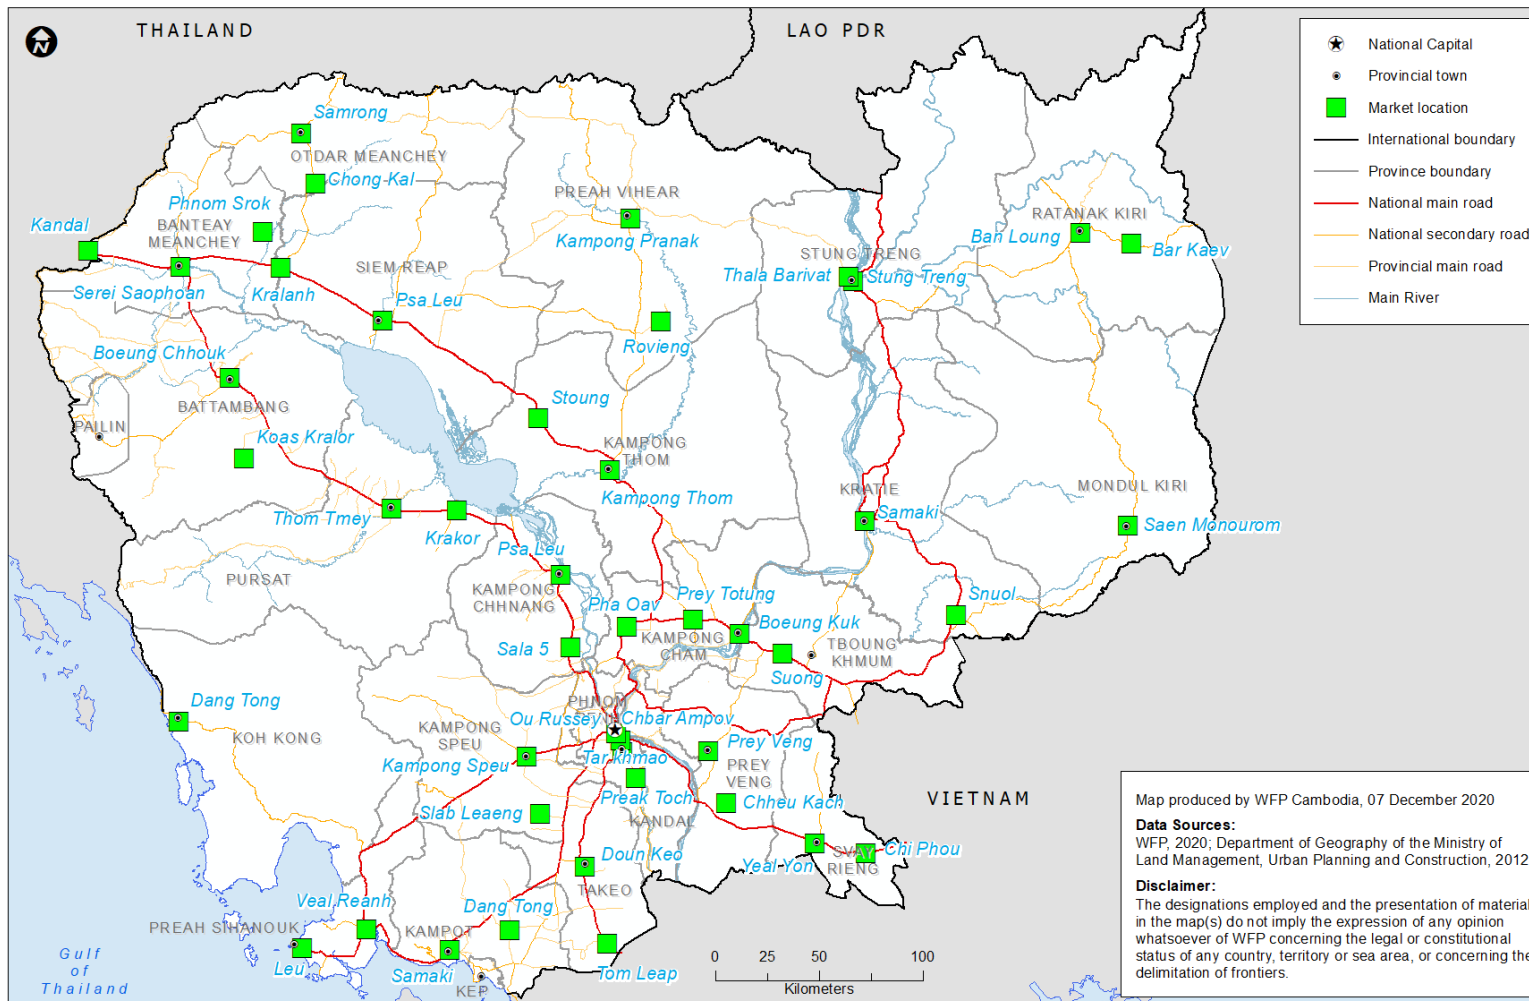 THAILAND
LAO PDR
N
National Capital
Provincial town
Market location
International boundary
Province boundary
National main road
National secondary road
Provincial main road
Main River
Samrong
OTDAR MEANCHEY
Chong Kal
Phnom Srok
BANTEAY
MEANCHEY
Kandal
PREAH VIHEAR
Kampong Pranak
RATANAK KIRI
Ban Loung
Bar Kaev
STUNG TRENG
Thala Barivat
Stung Treng
SIEM REAP
Serei Saophoan
Kralanh
Psa Leu
Rovieng
Boeung Chhouk
BATTAMBANG
PAILIN
Koas Kralor
Stoung
KAMPONG
THOM
Kampong Thom
KRATIE
Samaki
MONDUL KIRI
Saen Monourom
Thom Tmey
Krakor
Psa Leu
PURSAT
KAMPONG
CHHNANG
Pha Oav
Prey Totung
Boeung Kuk
Snuol
KAMPONG
CHAM
TBOUNG
KHMUM
Sala 5
Suong
Dang Tong
KOH KONG
PHNOM
Ou Russey
Chbar Ampov
KAMPONG
SPEU
Kampong Speu
Tar khmao
Prey Veng
PREY
VENG
Preak Toch
Chheu Kach
Slab Leaeng
KANDAL
VIETNAM
Doun Keo
TAKEO
Yeal Yon
SVAY
RIENG
Chi Phou
Veal Reanh
Dang Tong
PREAH SIHANOUK
KAMPOT
Leu
Samaki
Tom Leap
KEP
Gulf
of
Thailand
0 25 50 100
Kilometers
Map produced by WFP Cambodia, 07 December 2020
Data Sources:
WFP, 2020; Department of Geography of the Ministry of
Land Management, Urban Planning and Construction, 2012
Disclaimer:
The designations employed and the presentation of material
in the map(s) do not imply the expression of any opinion
whatsoever of WFP concerning the legal or constitutional
status of any country, territory or sea area, or concerning the
delimitation of frontiers.